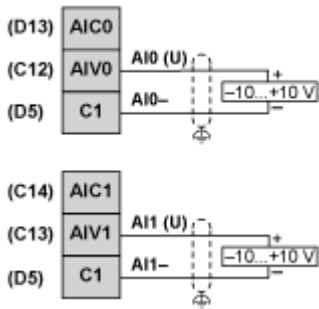 (D13) AIC0
(C12) AIV0 AI0 (U) +
–10...+10 V
(D5) C1 AI0– –
(C14) AIC1
(C13) AIV1 AI1 (U) +
–10...+10 V
(D5) C1 AI1– –